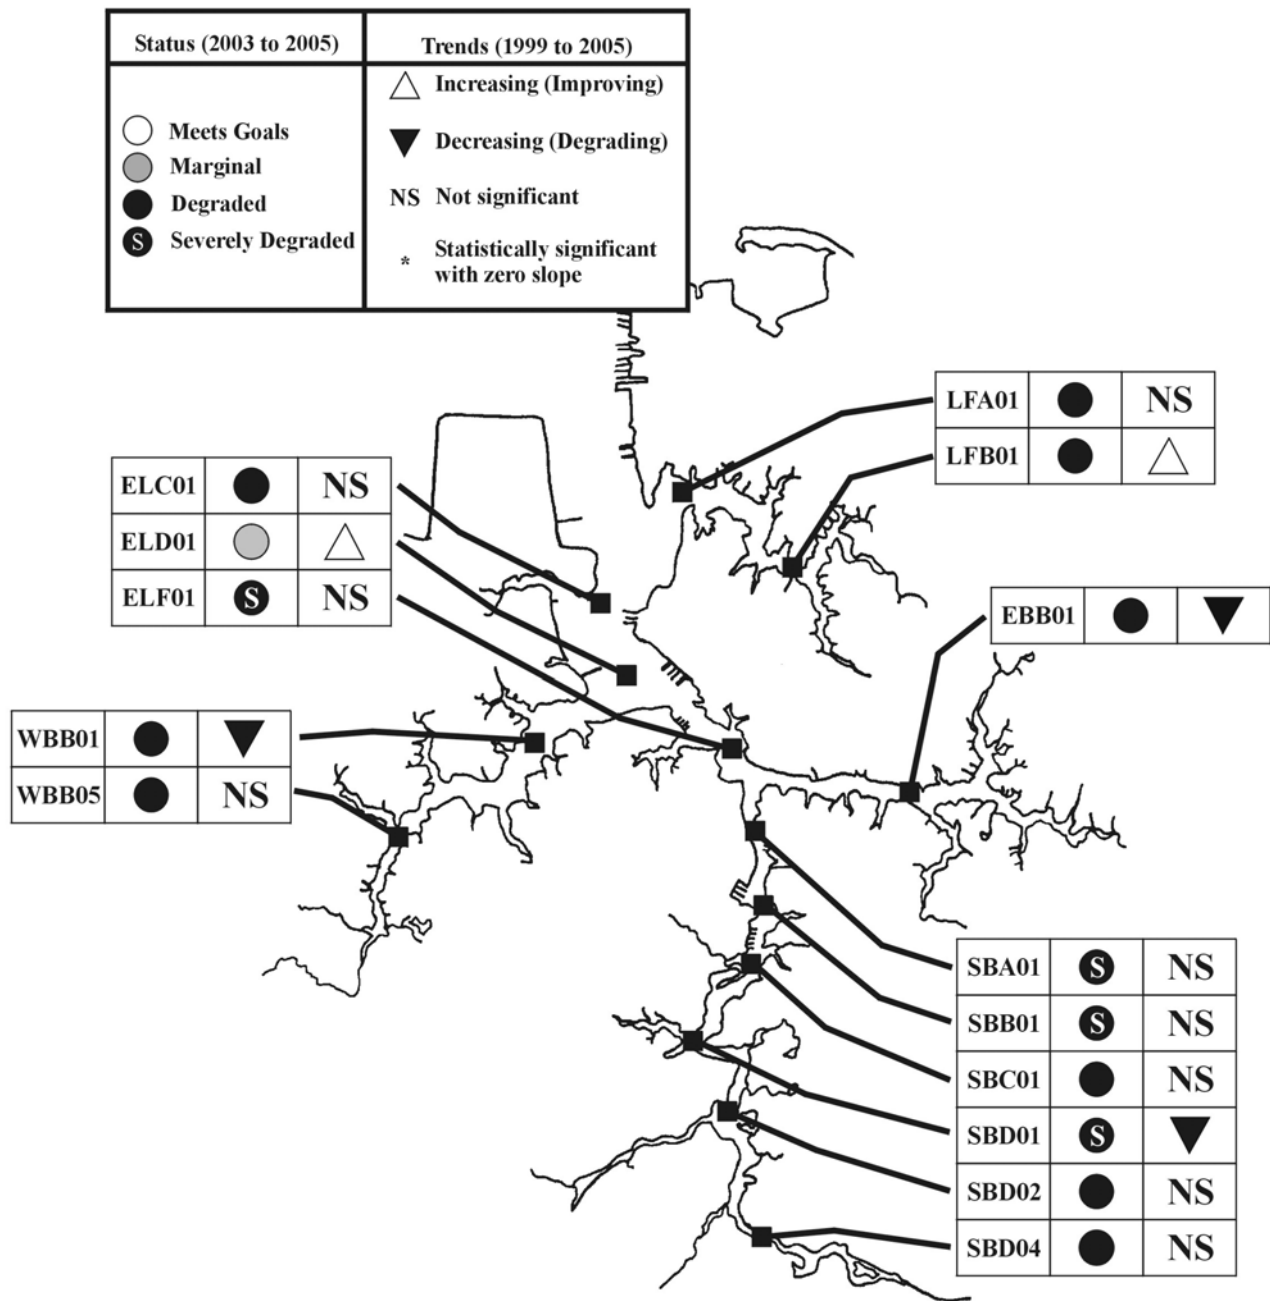 Status (2003 to 2005)
Trends (1999 to 2005)
Meets Goals
Marginal
Degraded
S Severely Degraded
Increasing (Improving)
Decreasing (Degrading)
NS Not significant
* Statistically significant
with zero slope
LFA01 NS
LFB01
ELC01 NS
ELD01
ELF01 S NS
EBB01
WBB01
WBB05 NS
SBA01 S NS
SBB01 S NS
SBC01 NS
SBD01 S
SBD02 NS
SBD04 NS